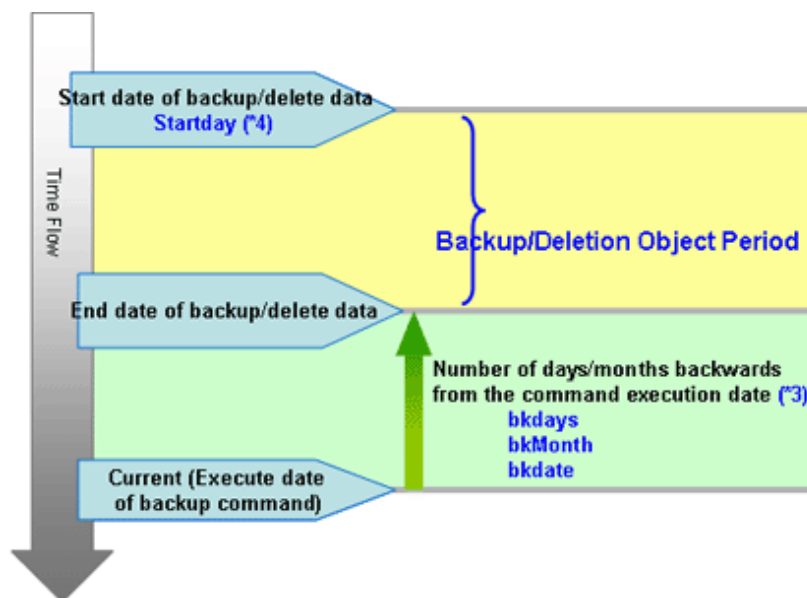 Start date of backup/delete data
Startday (*4)
Time Flow
Backup/Deletion Object Period
End date of backup/delete data
Number of days/months backwards
from the command execution date (*3)
bkdays
bkMonth
bkdate
Current (Execute date
of backup command)